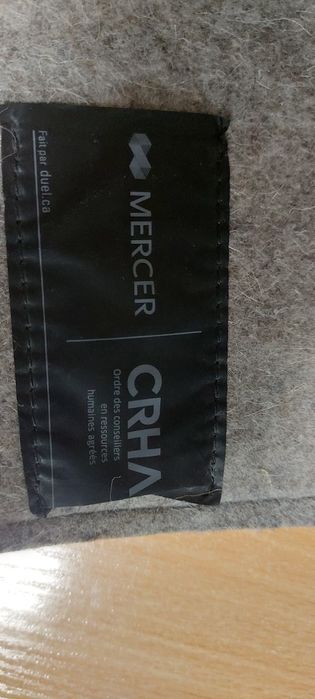 MERCER
CRHA
Ordre des conseillers
en ressources
humaines agréés
Fait par duel.ca